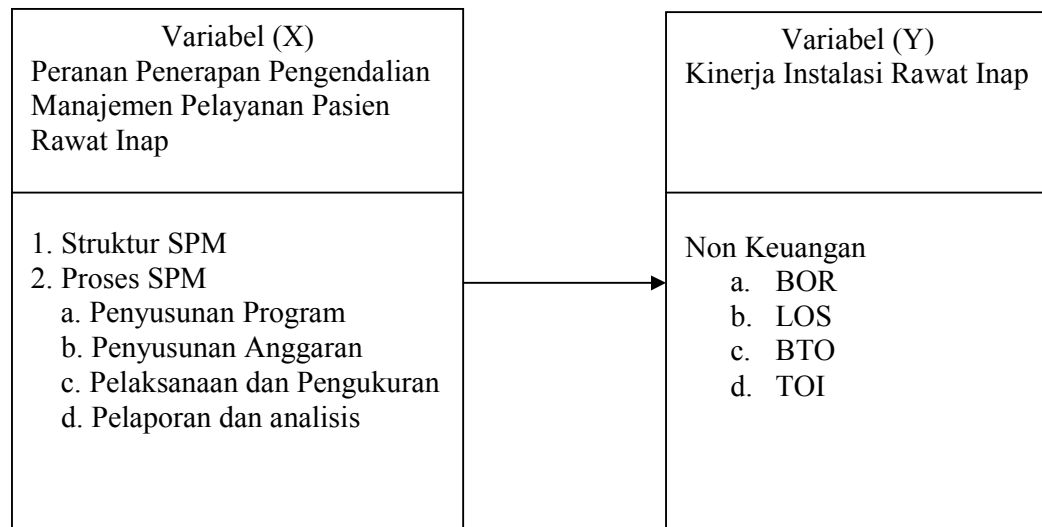 Variabel (X)
Peranan Penerapan Pengendalian
Manajemen Pelayanan Pasien
Rawat Inap
1. Struktur SPM
2. Proses SPM
a. Penyusunan Program
b. Penyusunan Anggaran
c. Pelaksanaan dan Pengukuran
d. Pelaporan dan analisis
Variabel (Y)
Kinerja Instalasi Rawat Inap
Non Keuangan
a. BOR
b. LOS
c. BTO
d. TOI